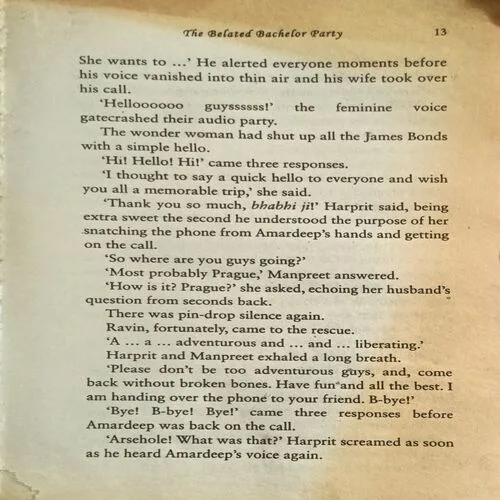 The Belated Bachelor Party 13
She wants to ...’ He alerted everyone moments before
his voice vanished into thin air and his wife took over
his call.
‘Helloooooo guyssssss!’ the feminine voice
gatecrashed their audio party.
The wonder woman had shut up all the James Bonds
with a simple hello.
‘Hi! Hello! Hi!’ came three responses.
‘I thought to say a quick hello to everyone and wish
you all a memorable trip,’ she said.
‘Thank you so much, bhabhi ji!’ Harprit said, being
extra sweet the second he understood the purpose of her
snatching the phone from Amardeep’s hands and getting
on the call.
‘So where are you guys going?’
‘Most probably Prague,’ Manpreet answered.
‘How is it? Prague?’ she asked, echoing her husband’s
question from seconds back.
There was pin-drop silence again.
Ravin, fortunately, came to the rescue.
‘A ... a ... adventurous and ... and ... liberating.’
Harprit and Manpreet exhaled a long breath.
‘Please don’t be too adventurous guys, and, come
back without broken bones. Have fun and all the best. I
am handing over the phone to your friend. B-bye!’
‘Bye! B-bye! Bye!’ came three responses before
Amardeep was back on the call.
‘Arsehole! What was that?’ Harprit screamed as soon
as he heard Amardeep’s voice again.